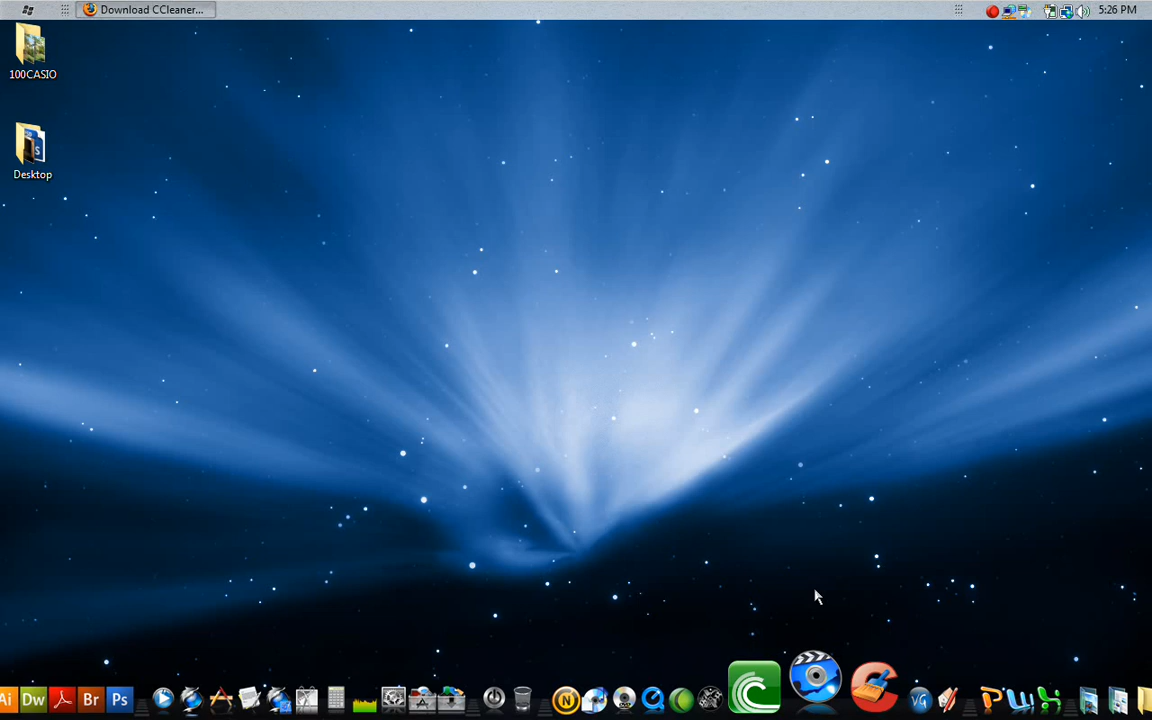 Download CCleaner...
5:26 PM
100CASIO
Desktop
Ai Dw Br Ps